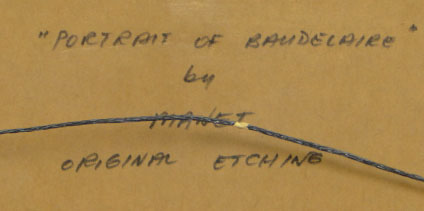 "PORTRAIT OF BAUDELAIRE"
by
MANET
ORIGINAL ETCHING